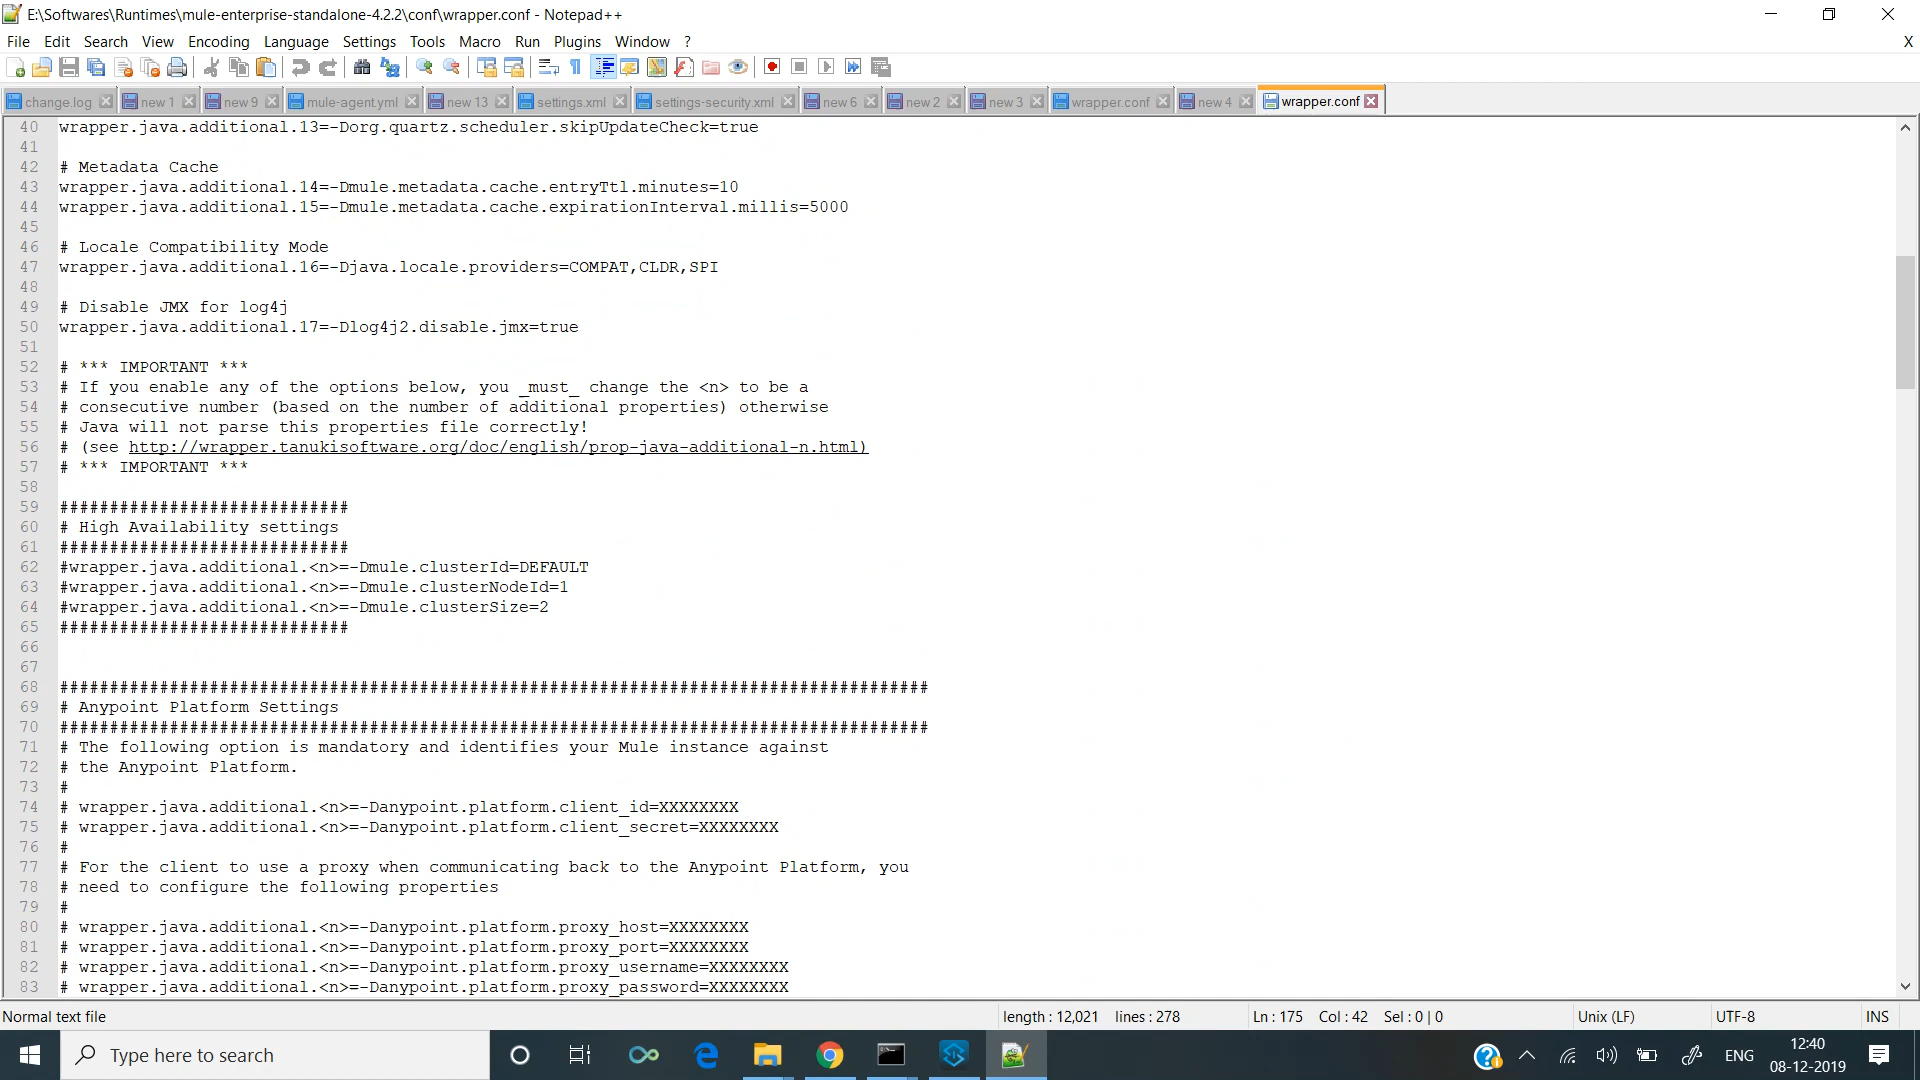 E:\Softwares\Runtimes\mule-enterprise-standalone-4.2.2\conf\wrapper.conf - Notepad++
File Edit Search View Encoding Language Settings Tools Macro Run Plugins Window ? X
change.log new 1 new 9 mule-agent.yml new 13 settings.xml settings-security.xml new 6 new 2 new 3 wrapper.conf new 4 wrapper.conf
40 wrapper.java.additional.13=-Dorg.quartz.scheduler.skipUpdateCheck=true
41
42 # Metadata Cache
43 wrapper.java.additional.14=-Dmule.metadata.cache.entryTtl.minutes=10
44 wrapper.java.additional.15=-Dmule.metadata.cache.expirationInterval.millis=5000
45
46 # Locale Compatibility Mode
47 wrapper.java.additional.16=-Djava.locale.providers=COMPAT,CLDR,SPI
48
49 # Disable JMX for log4j
50 wrapper.java.additional.17=-Dlog4j2.disable.jmx=true
51
52 # *** IMPORTANT ***
53 # If you enable any of the options below, you _must_ change the <n> to be a
54 # consecutive number (based on the number of additional properties) otherwise
55 # Java will not parse this properties file correctly!
56 # (see http://wrapper.tanukisoftware.org/doc/english/prop-java-additional-n.html)
57 # *** IMPORTANT ***
58
59 #############################
60 # High Availability settings
61 #############################
62 #wrapper.java.additional.<n>=-Dmule.clusterId=DEFAULT
63 #wrapper.java.additional.<n>=-Dmule.clusterNodeId=1
64 #wrapper.java.additional.<n>=-Dmule.clusterSize=2
65 #############################
66
67
68 #######################################################################################
69 # Anypoint Platform Settings
70 #######################################################################################
71 # The following option is mandatory and identifies your Mule instance against
72 # the Anypoint Platform.
73 #
74 # wrapper.java.additional.<n>=-Danypoint.platform.client_id=XXXXXXXX
75 # wrapper.java.additional.<n>=-Danypoint.platform.client_secret=XXXXXXXX
76 #
77 # For the client to use a proxy when communicating back to the Anypoint Platform, you
78 # need to configure the following properties
79 #
80 # wrapper.java.additional.<n>=-Danypoint.platform.proxy_host=XXXXXXXX
81 # wrapper.java.additional.<n>=-Danypoint.platform.proxy_port=XXXXXXXX
82 # wrapper.java.additional.<n>=-Danypoint.platform.proxy_username=XXXXXXXX
83 # wrapper.java.additional.<n>=-Danypoint.platform.proxy_password=XXXXXXXX
Normal text file length : 12,021 lines : 278 Ln : 175 Col : 42 Sel : 0 | 0 Unix (LF) UTF-8 INS
Type here to search ENG 12:40
08-12-2019